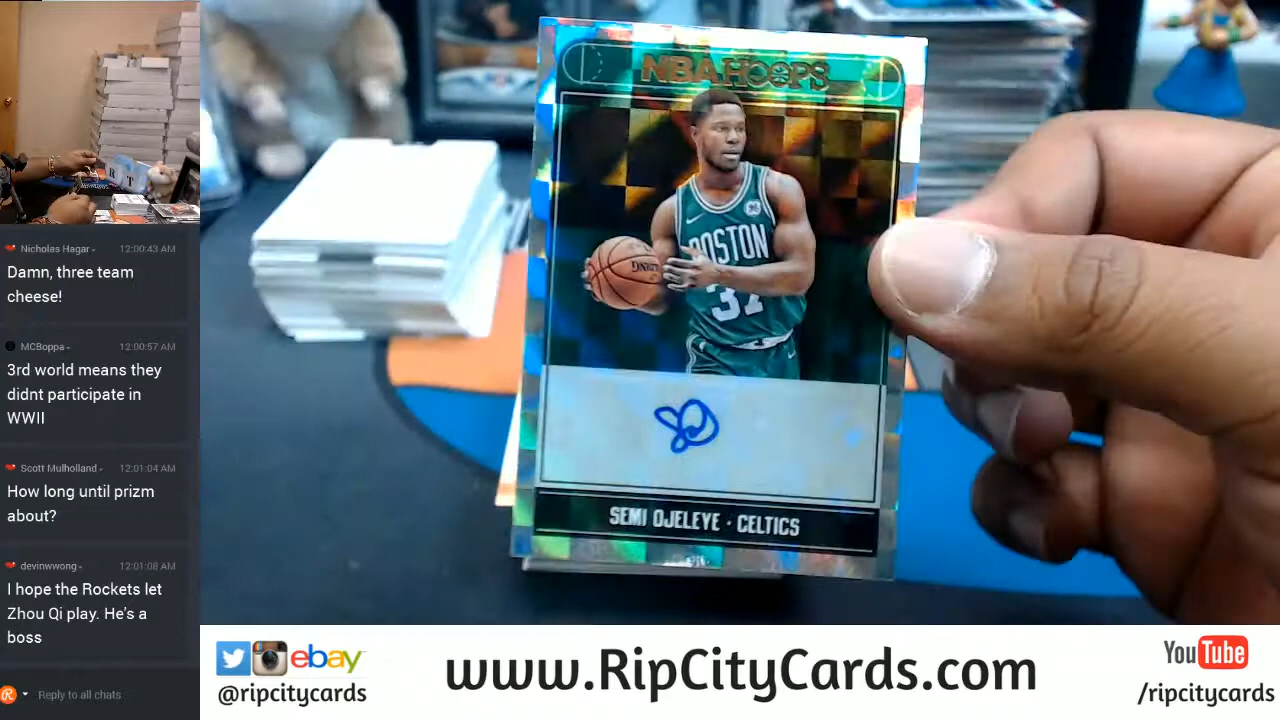 Nicholas Hagar
12:00:43 AM
Damn, three team
cheese!
MCBoppa
12:00:57 AM
3rd world means they
didnt participate in
WWII
Scott Mulholland
12:01:04 AM
How long until prizm
about?
devinwwong
12:01:08 AM
I hope the Rockets let
Zhou Qi play. He's a
boss
Reply to all chats
NBA HOOPS
BOSTON
37
SEMI OJELEYE · CELTICS
ebay
@ripcitycards
www.RipCityCards.com
YouTube
/ripcitycards